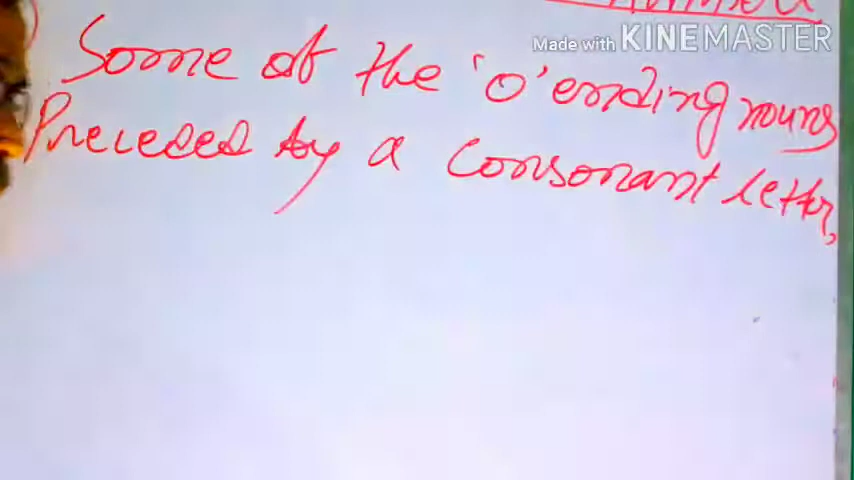 Made with KINEMASTER
Some of the 'o' ending nouns
Preceded by a consonant letter,